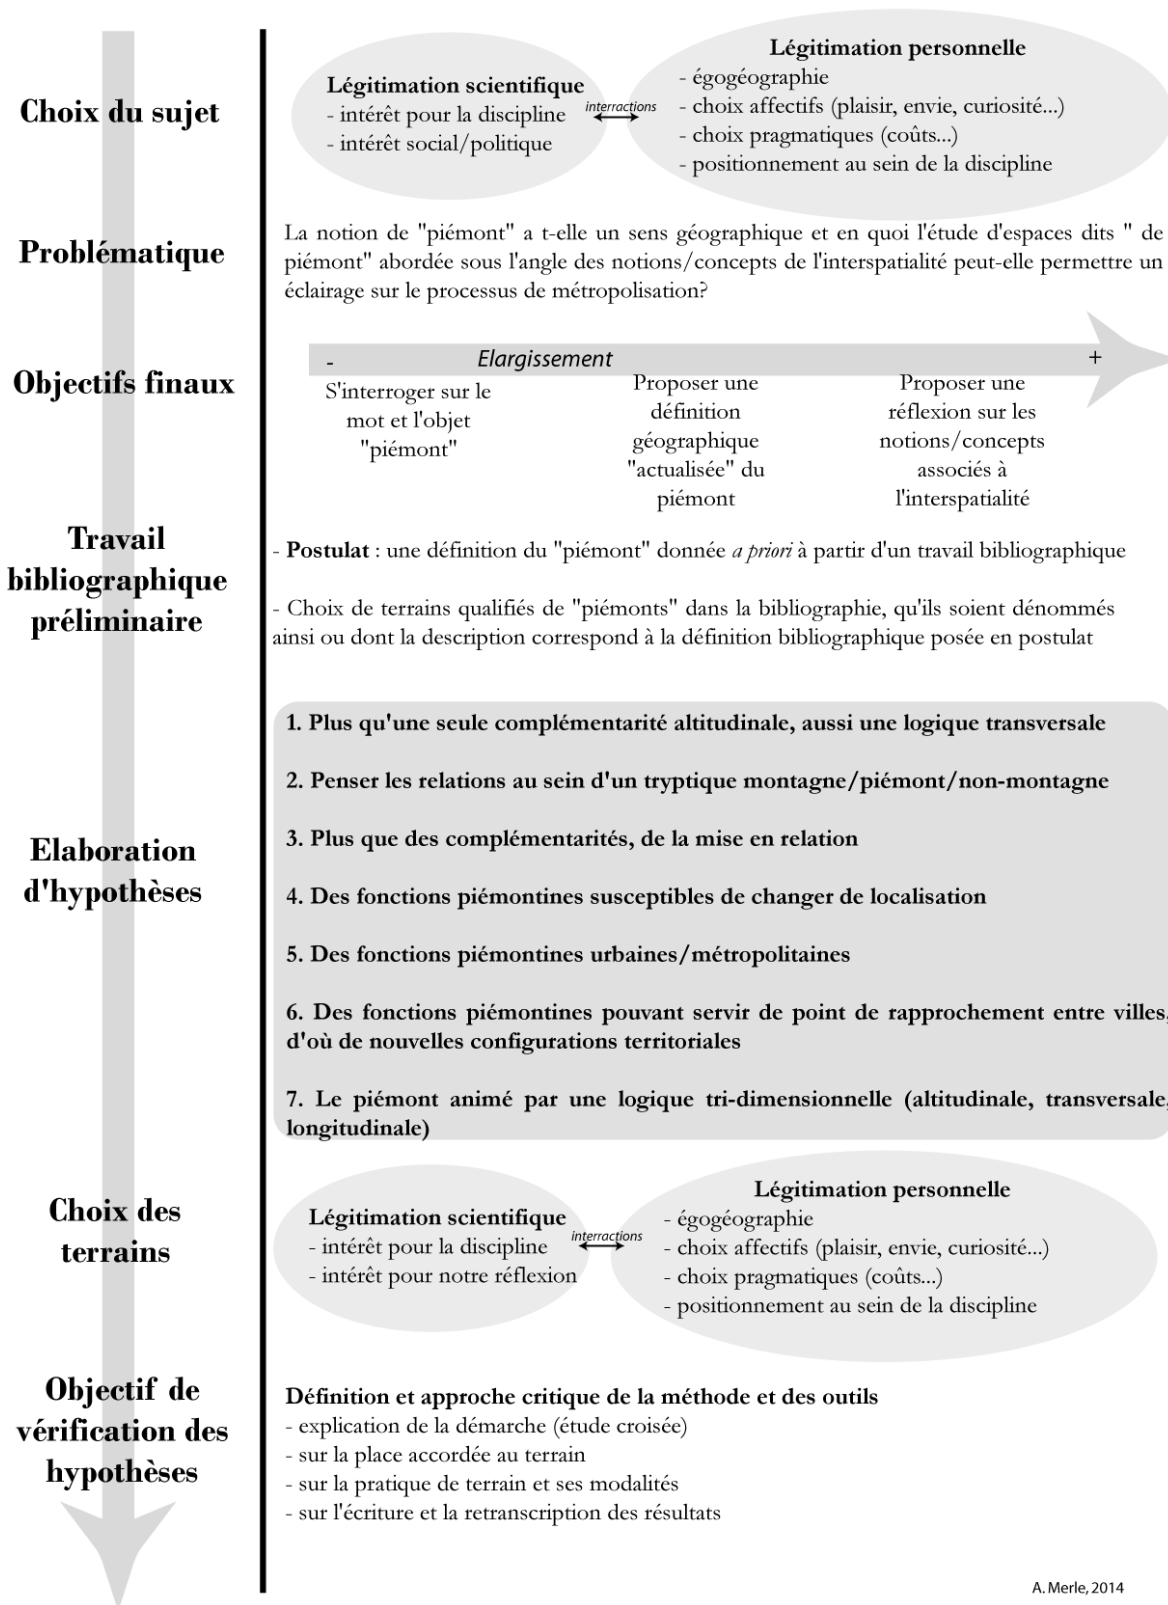 Choix du sujet
Légitimation scientifique
- intérêt pour la discipline
- intérêt social/politique
interractions
Légitimation personnelle
- égogéographie
- choix affectifs (plaisir, envie, curiosité...)
- choix pragmatiques (coûts...)
- positionnement au sein de la discipline
Problématique
La notion de "piémont" a t-elle un sens géographique et en quoi l'étude d'espaces dits " de
piémont" abordée sous l'angle des notions/concepts de l'interspatialité peut-elle permettre un
éclairage sur le processus de métropolisation?
Objectifs finaux
- Elargissement +
S'interroger sur le
mot et l'objet
"piémont"
Proposer une
définition
géographique
"actualisée" du
piémont
Proposer une
réflexion sur les
notions/concepts
associés à
l'interspatialité
Travail
bibliographique
préliminaire
- Postulat : une définition du "piémont" donnée a priori à partir d'un travail bibliographique
- Choix de terrains qualifiés de "piémonts" dans la bibliographie, qu'ils soient dénommés
ainsi ou dont la description correspond à la définition bibliographique posée en postulat
Elaboration
d'hypothèses
1. Plus qu'une seule complémentarité altitudinale, aussi une logique transversale
2. Penser les relations au sein d'un tryptique montagne/piémont/non-montagne
3. Plus que des complémentarités, de la mise en relation
4. Des fonctions piémontines susceptibles de changer de localisation
5. Des fonctions piémontines urbaines/métropolitaines
6. Des fonctions piémontines pouvant servir de point de rapprochement entre villes,
d'où de nouvelles configurations territoriales
7. Le piémont animé par une logique tri-dimensionnelle (altitudinale, transversale,
longitudinale)
Choix des
terrains
Légitimation scientifique
- intérêt pour la discipline
- intérêt pour notre réflexion
interractions
Légitimation personnelle
- égogéographie
- choix affectifs (plaisir, envie, curiosité...)
- choix pragmatiques (coûts...)
- positionnement au sein de la discipline
Objectif de
vérification des
hypothèses
Définition et approche critique de la méthode et des outils
- explication de la démarche (étude croisée)
- sur la place accordée au terrain
- sur la pratique de terrain et ses modalités
- sur l'écriture et la retranscription des résultats
A. Merle, 2014